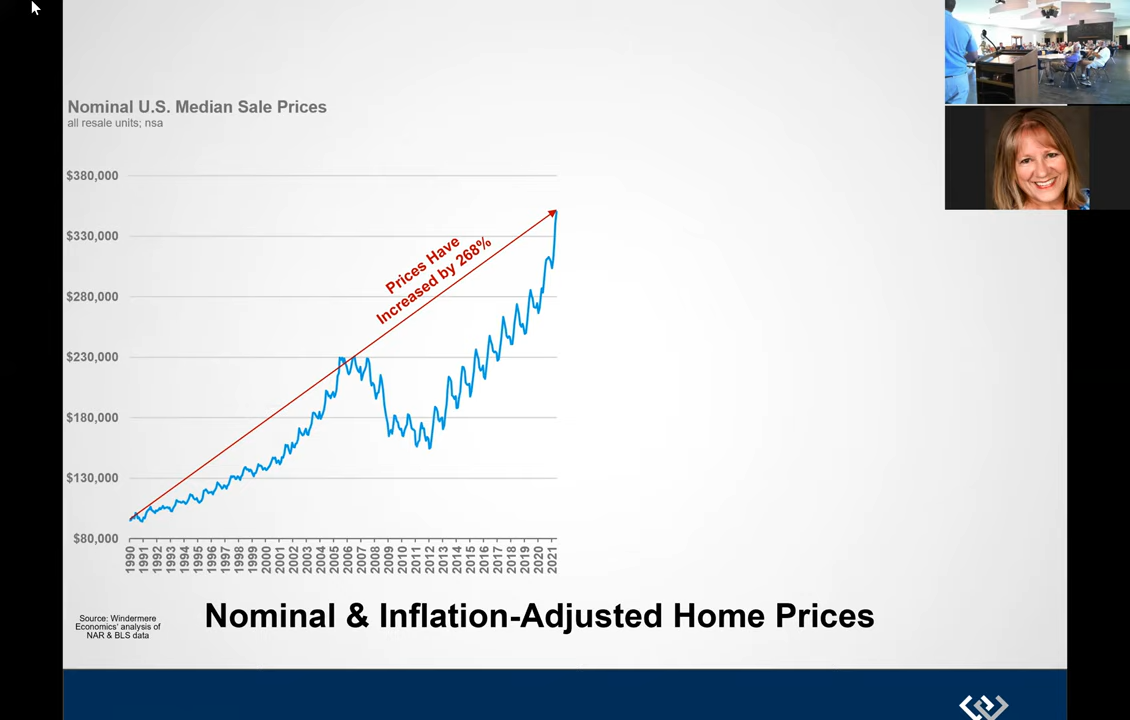 Nominal U.S. Median Sale Prices
all resale units; nsa
$380,000
$330,000
$280,000
$230,000
$180,000
$130,000
$80,000
Prices Have
Increased by 268%
1990 1991 1992 1993 1994 1995 1996 1997 1998 1999 2000 2001 2002 2003 2004 2005 2006 2007 2008 2009 2010 2011 2012 2013 2014 2015 2016 2017 2018 2019 2020 2021
Source: Windermere
Economics' analysis of
NAR & BLS data
Nominal & Inflation-Adjusted Home Prices